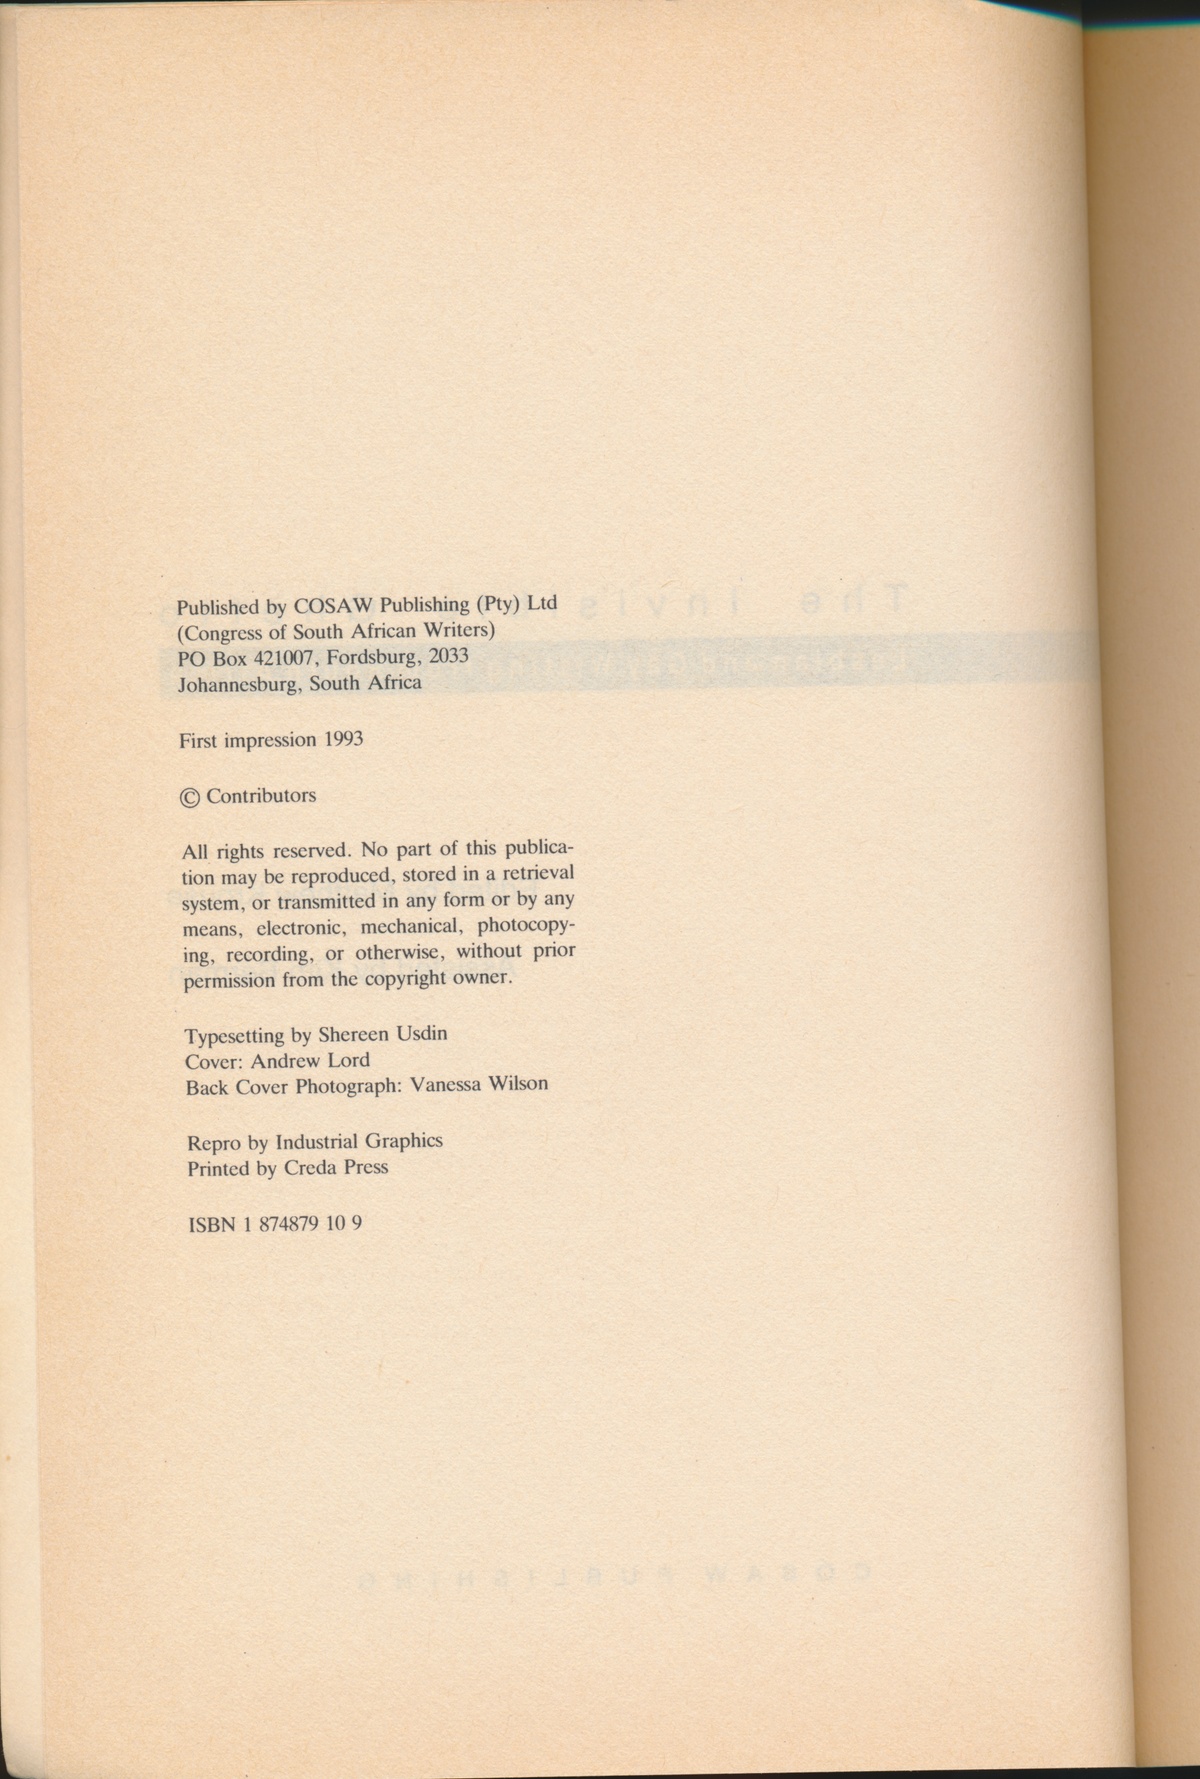 Published by COSAW Publishing (Pty) Ltd
(Congress of South African Writers)
PO Box 421007, Fordsburg, 2033
Johannesburg, South Africa
First impression 1993
© Contributors
All rights reserved. No part of this publica-
tion may be reproduced, stored in a retrieval
system, or transmitted in any form or by any
means, electronic, mechanical, photocopy-
ing, recording, or otherwise, without prior
permission from the copyright owner.
Typesetting by Shereen Usdin
Cover: Andrew Lord
Back Cover Photograph: Vanessa Wilson
Repro by Industrial Graphics
Printed by Creda Press
ISBN 1 874879 10 9
COSAW PUBLISHING